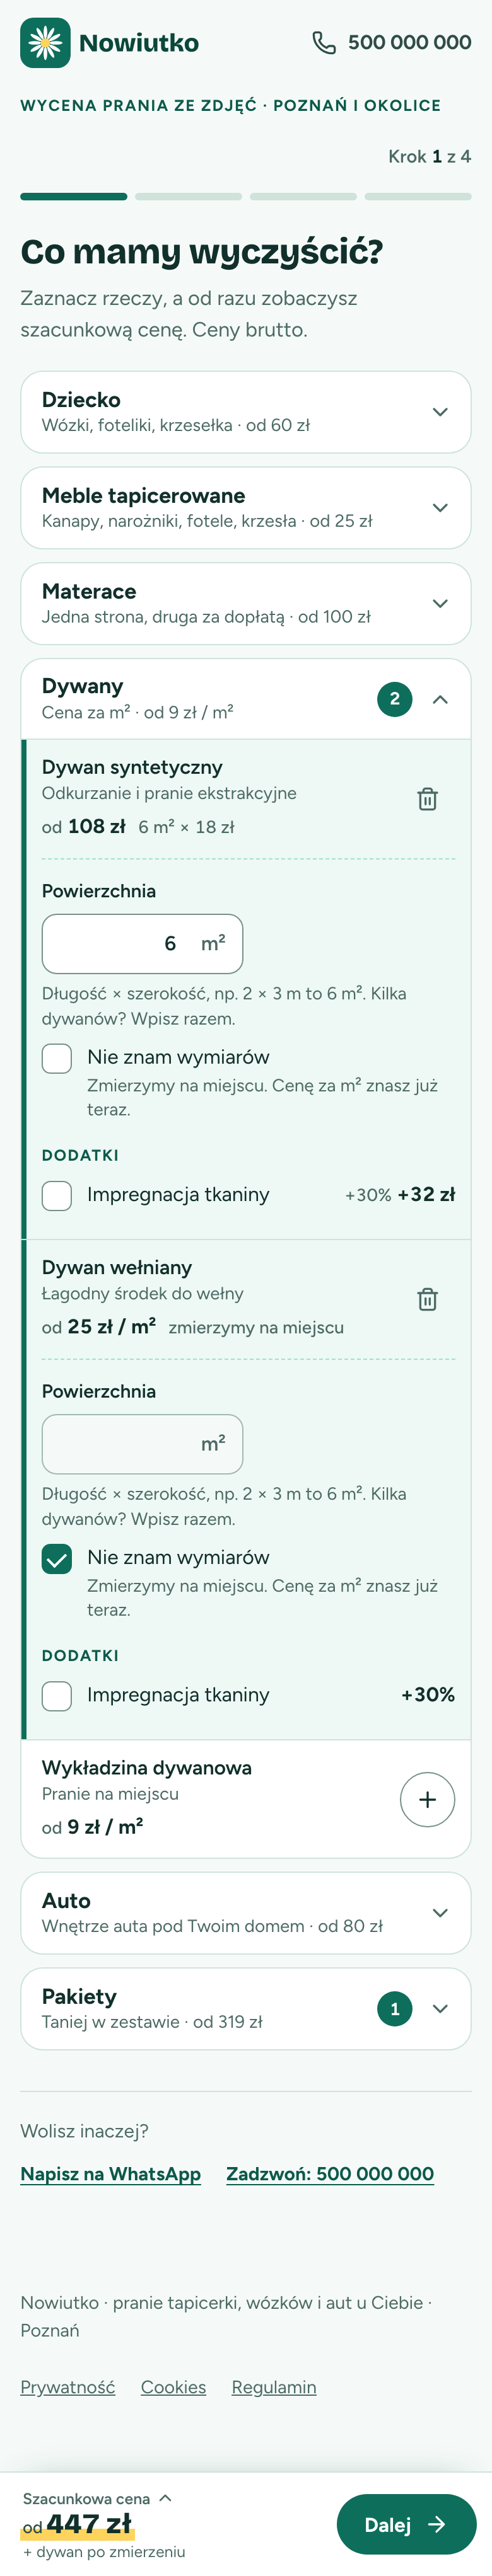 Nowiutko
500 000 000
WYCENA PRANIA ZE ZDJĘĆ · POZNAŃ I OKOLICE
Krok 1 z 4
Co mamy wyczyścić?
Zaznacz rzeczy, a od razu zobaczysz
szacunkową cenę. Ceny brutto.
Dziecko
Wózki, foteliki, krzesełka · od 60 zł
Meble tapicerowane
Kanapy, narożniki, fotele, krzesła · od 25 zł
Materace
Jedna strona, druga za dopłatą · od 100 zł
Dywany
Cena za m² · od 9 zł / m²
2
Dywan syntetyczny
Odkurzanie i pranie ekstrakcyjne
od 108 zł 6 m² × 18 zł
Powierzchnia
6 m²
Długość × szerokość, np. 2 × 3 m to 6 m². Kilka
dywanów? Wpisz razem.
Nie znam wymiarów
Zmierzymy na miejscu. Cenę za m² znasz już
teraz.
DODATKI
Impregnacja tkaniny +30% +32 zł
Dywan wełniany
Łagodny środek do wełny
od 25 zł / m² zmierzymy na miejscu
Powierzchnia
m²
Długość × szerokość, np. 2 × 3 m to 6 m². Kilka
dywanów? Wpisz razem.
Nie znam wymiarów
Zmierzymy na miejscu. Cenę za m² znasz już
teraz.
DODATKI
Impregnacja tkaniny +30%
Wykładzina dywanowa
Pranie na miejscu
od 9 zł / m²
Auto
Wnętrze auta pod Twoim domem · od 80 zł
Pakiety
Taniej w zestawie · od 319 zł
1
Wolisz inaczej?
Napisz na WhatsApp Zadzwoń: 500 000 000
Nowiutko · pranie tapicerki, wózków i aut u Ciebie ·
Poznań
Prywatność Cookies Regulamin
Szacunkowa cena
od 447 zł
+ dywan po zmierzeniu
Dalej